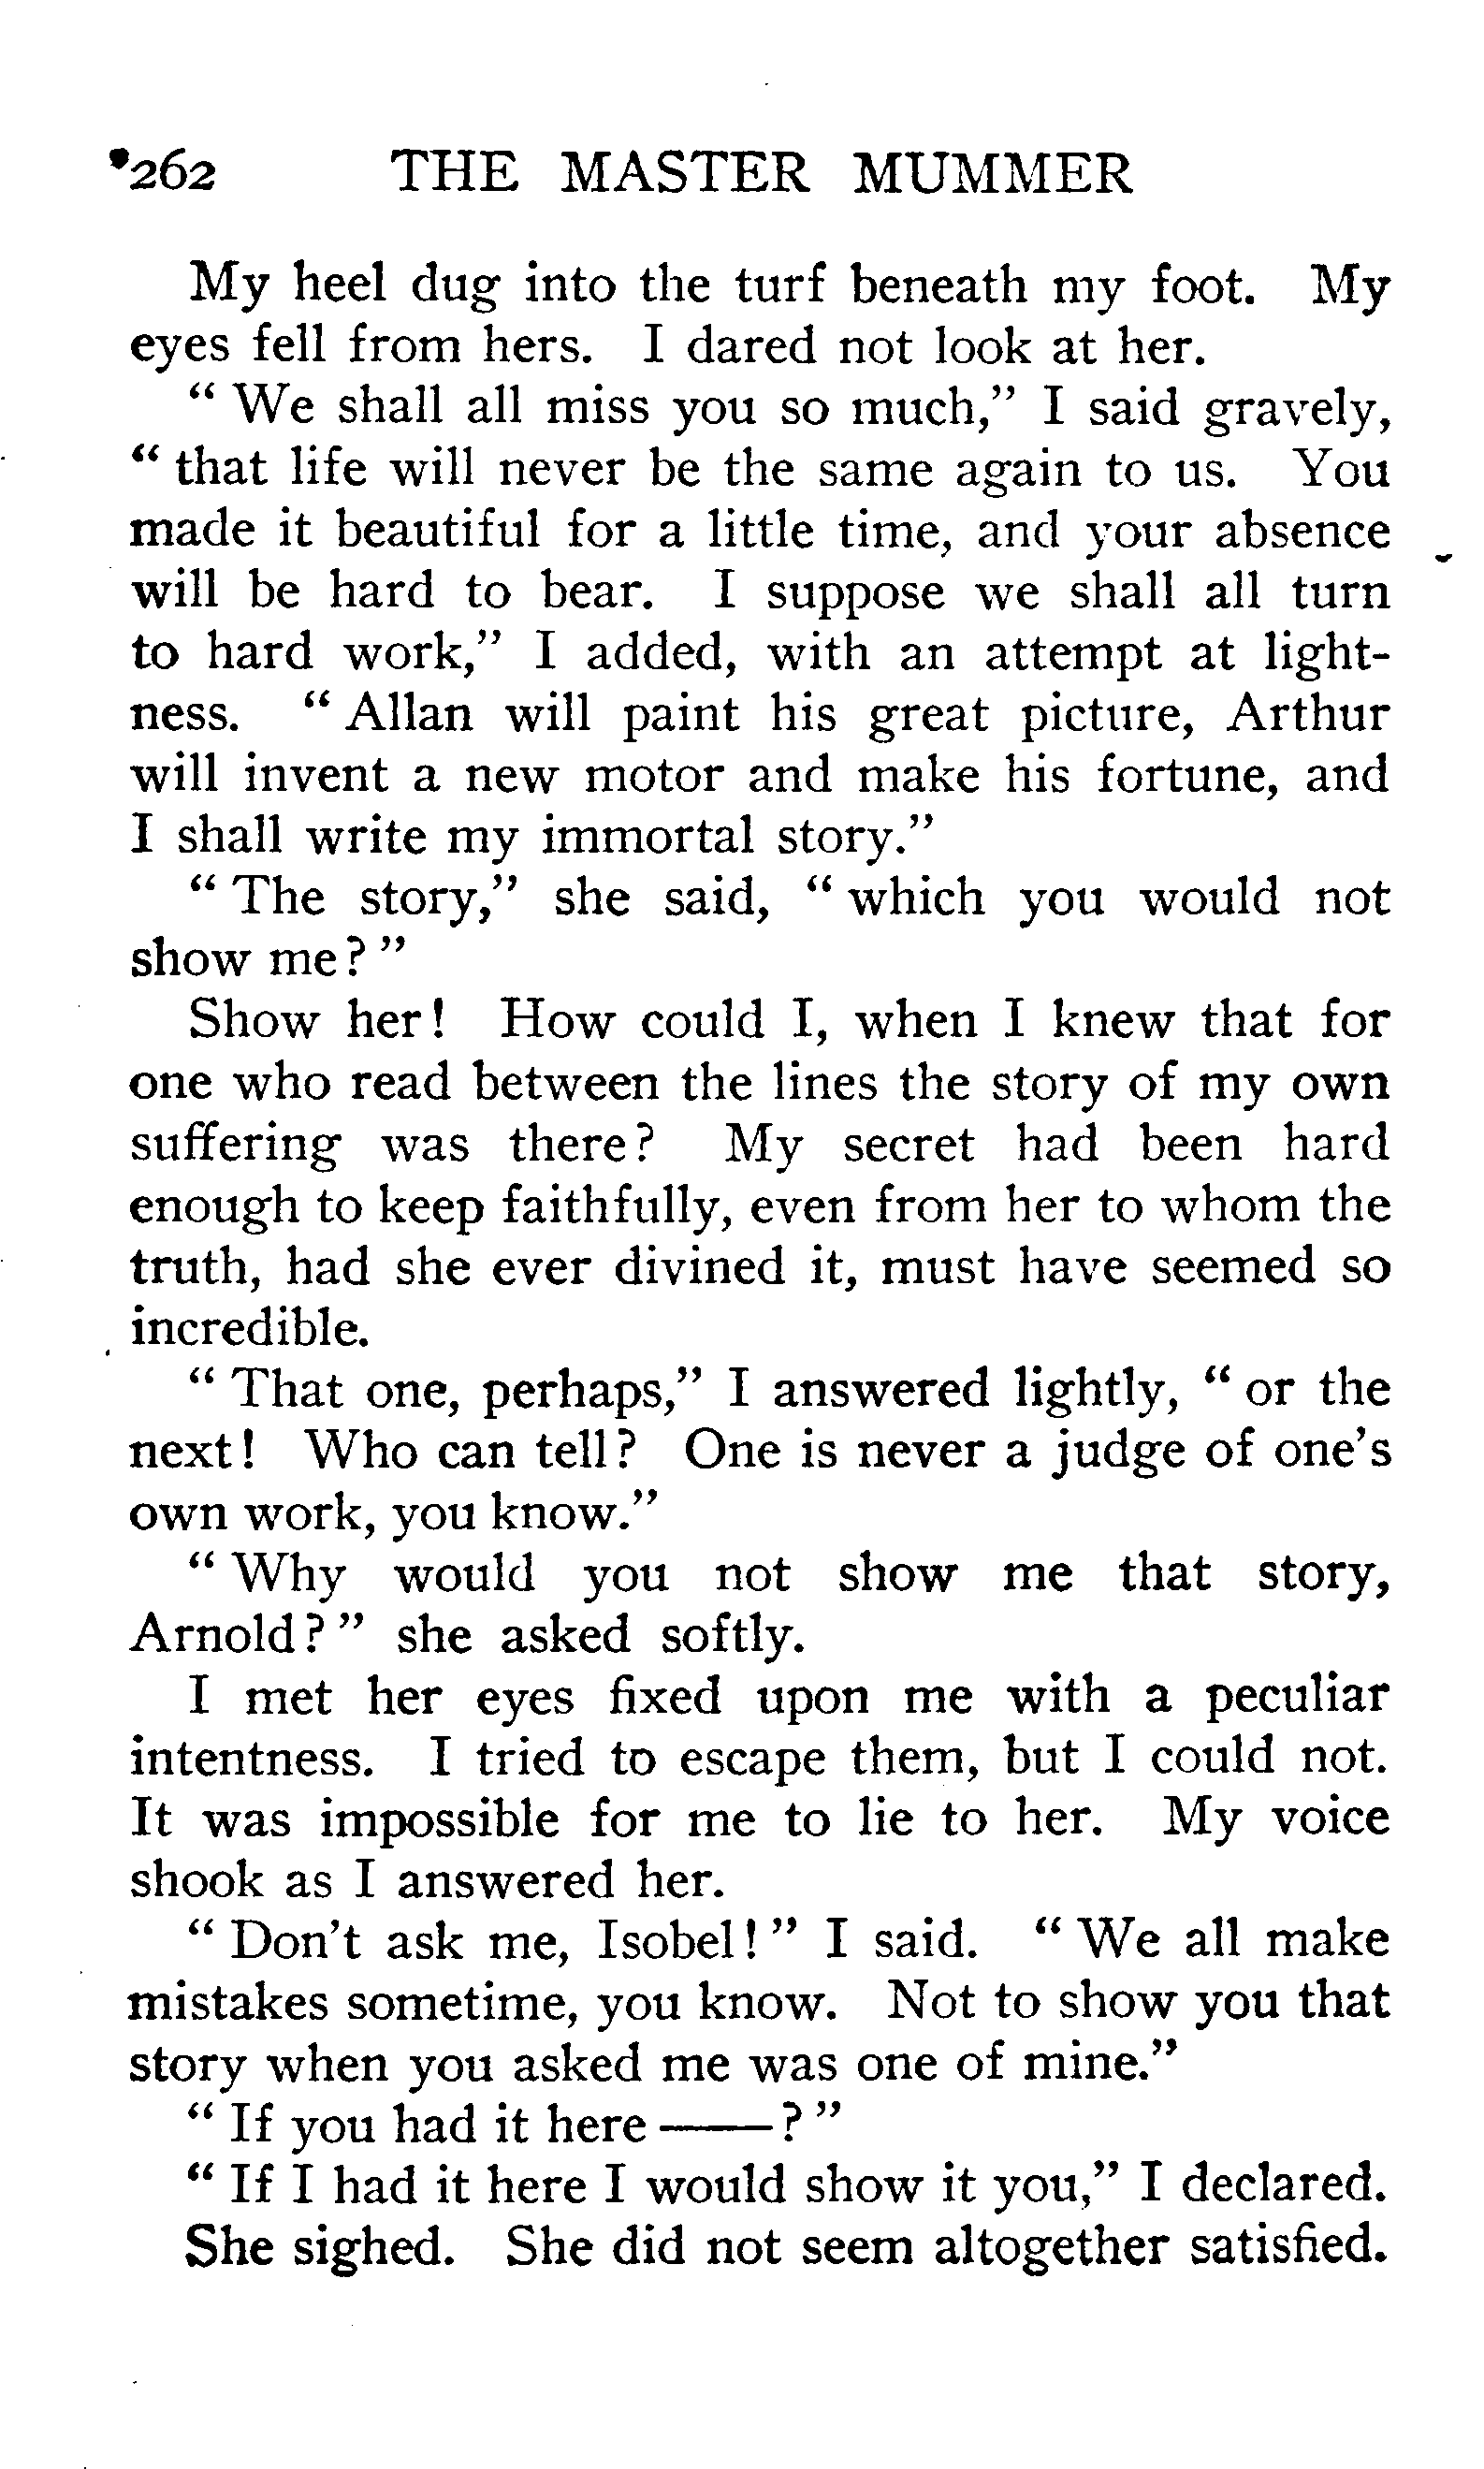 262 THE MASTER MUMMER
My heel dug into the turf beneath my foot. My
eyes fell from hers. I dared not look at her.
" We shall all miss you so much," I said gravely,
" that life will never be the same again to us. You
made it beautiful for a little time, and your absence
will be hard to bear. I suppose we shall all turn
to hard work," I added, with an attempt at light-
ness. " Allan will paint his great picture, Arthur
will invent a new motor and make his fortune, and
I shall write my immortal story."
" The story," she said, " which you would not
show me ? "
Show her ! How could I, when I knew that for
one who read between the lines the story of my own
suffering was there ? My secret had been hard
enough to keep faithfully, even from her to whom the
truth, had she ever divined it, must have seemed so
incredible.
" That one, perhaps," I answered lightly, " or the
next ! Who can tell ? One is never a judge of one's
own work, you know."
" Why would you not show me that story,
Arnold ? " she asked softly.
I met her eyes fixed upon me with a peculiar
intentness. I tried to escape them, but I could not.
It was impossible for me to lie to her. My voice
shook as I answered her.
" Don't ask me, Isobel ! " I said. " We all make
mistakes sometime, you know. Not to show you that
story when you asked me was one of mine."
" If you had it here —— ? "
" If I had it here I would show it you," I declared.
She sighed. She did not seem altogether satisfied.